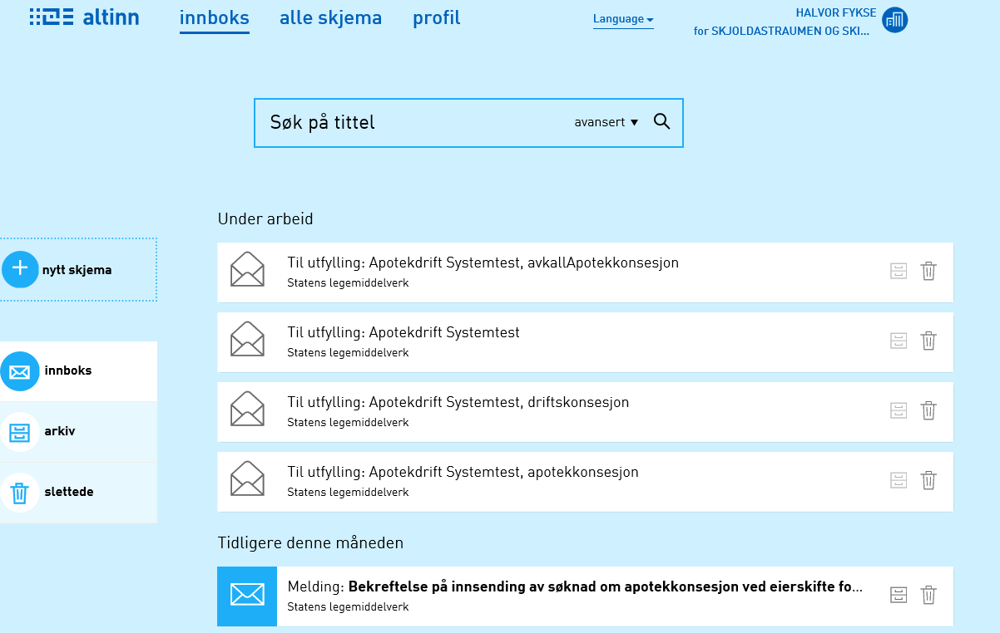 altinn
innboks
alle skjema
profil
Language
HALVOR FYKSE
for SKJOLDASTRAUMEN OG SKI...
Søk på tittel
avansert
Under arbeid
nytt skjema
Til utfylling: Apotekdrift Systemtest, avkallApotekkonsesjon
Statens legemiddelverk
Til utfylling: Apotekdrift Systemtest
Statens legemiddelverk
innboks
Til utfylling: Apotekdrift Systemtest, driftskonsesjon
Statens legemiddelverk
arkiv
Til utfylling: Apotekdrift Systemtest, apotekkonsesjon
Statens legemiddelverk
slettede
Tidligere denne måneden
Melding: Bekreftelse på innsending av søknad om apotekkonsesjon ved eierskifte fo...
Statens legemiddelverk